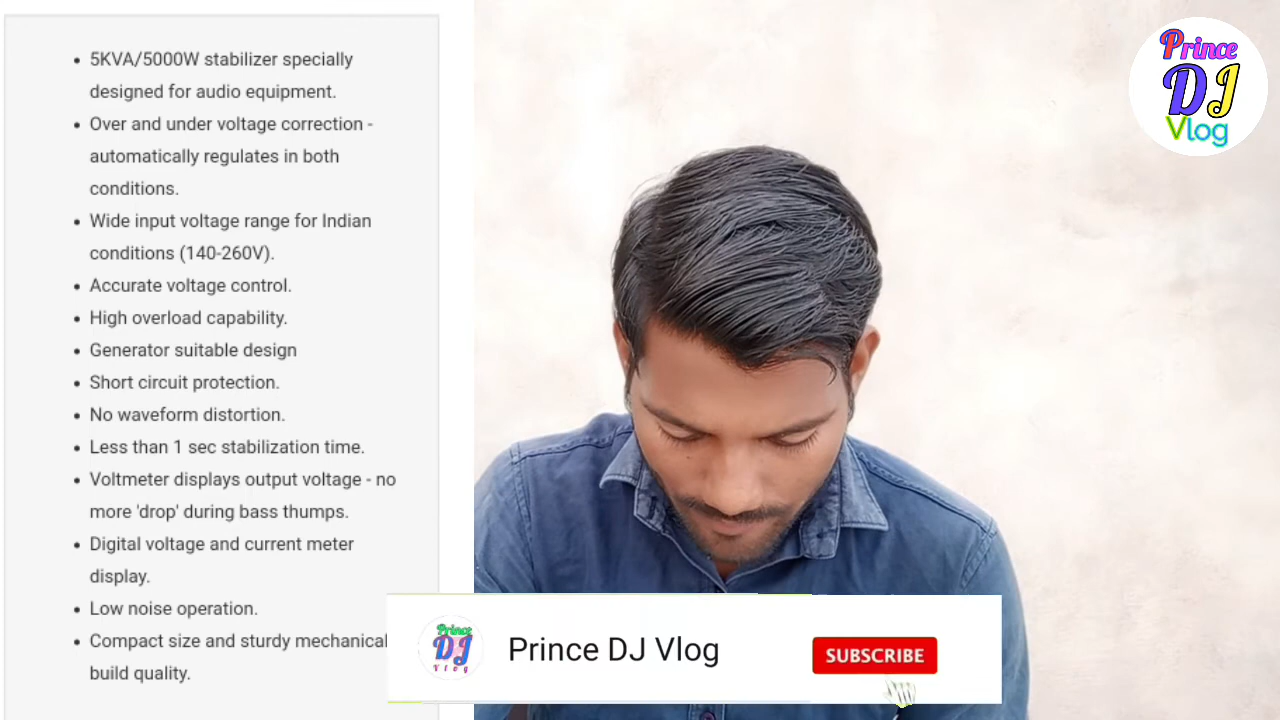 5KVA/5000W stabilizer specially
designed for audio equipment.
Over and under voltage correction -
automatically regulates in both
conditions.
Wide input voltage range for Indian
conditions (140-260V).
Accurate voltage control.
High overload capability.
Generator suitable design
Short circuit protection.
No waveform distortion.
Less than 1 sec stabilization time.
Voltmeter displays output voltage - no
more 'drop' during bass thumps.
Digital voltage and current meter
display.
Low noise operation.
Compact size and sturdy mechanical
build quality.
Prince
DJ
Vlog
Prince
DJ
Vlog
Prince DJ Vlog
SUBSCRIBE